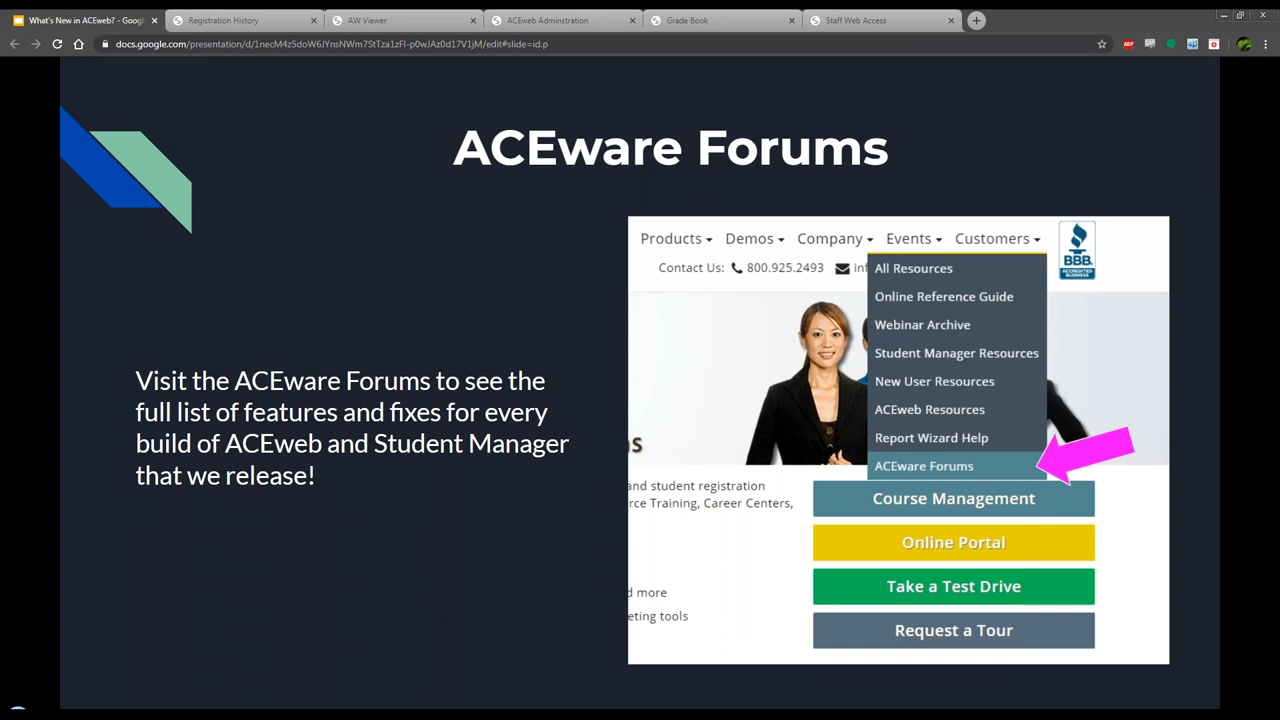 What's New in ACEweb? - Googl
Registration History
AW Viewer
ACEweb Adminstration
Grade Book
Staff Web Access
docs.google.com/presentation/d/1necM4z5doW6JYnsNWm7StTza1zFl-p0wJAz0d17V1jM/edit#slide=id.p
ABP
ACEware Forums
Products
Demos
Company
Events
Customers
BBB.
ACCREDITED
BUSINESS
Contact Us:
800.925.2493
inf
All Resources
Online Reference Guide
Webinar Archive
Student Manager Resources
New User Resources
ACEweb Resources
Report Wizard Help
ACEware Forums
Visit the ACEware Forums to see the
full list of features and fixes for every
build of ACEweb and Student Manager
that we release!
s
and student registration
rce Training, Career Centers,
d more
eting tools
Course Management
Online Portal
Take a Test Drive
Request a Tour